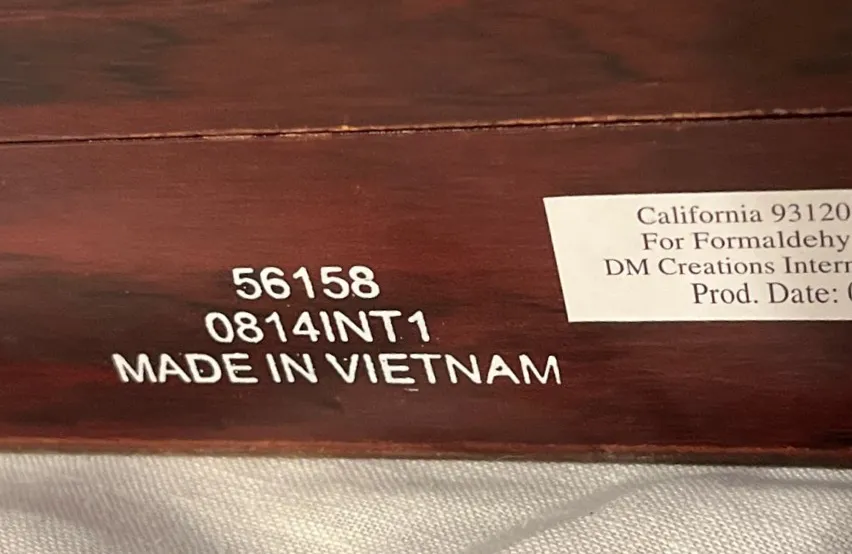 56158
0814INT1
MADE IN VIETNAM
California 93120
For Formaldehy
DM Creations Intern
Prod. Date: